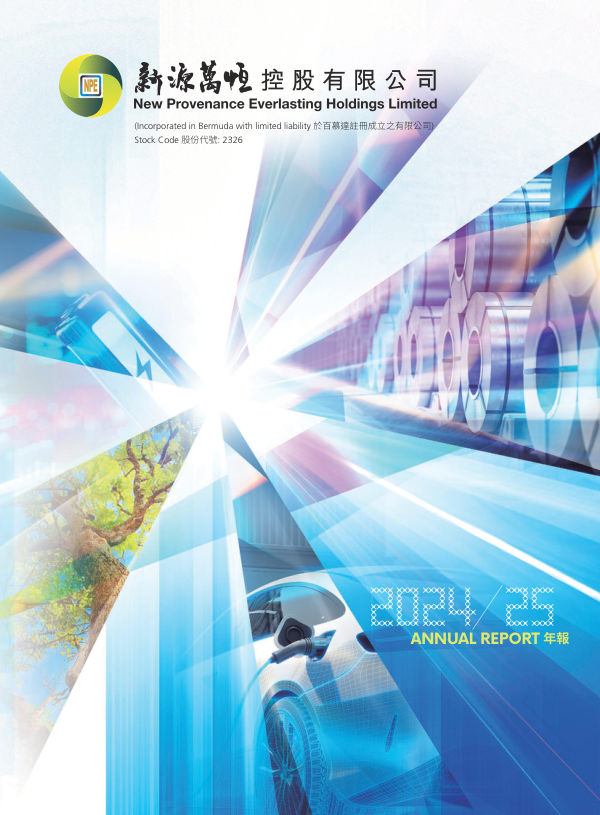 NPE
新源萬恒控股有限公司
New Provenance Everlasting Holdings Limited
(Incorporated in Bermuda with limited liability 於百慕達註冊成立之有限公司)
Stock Code 股份代號: 2326
2024/25
ANNUAL REPORT 年報